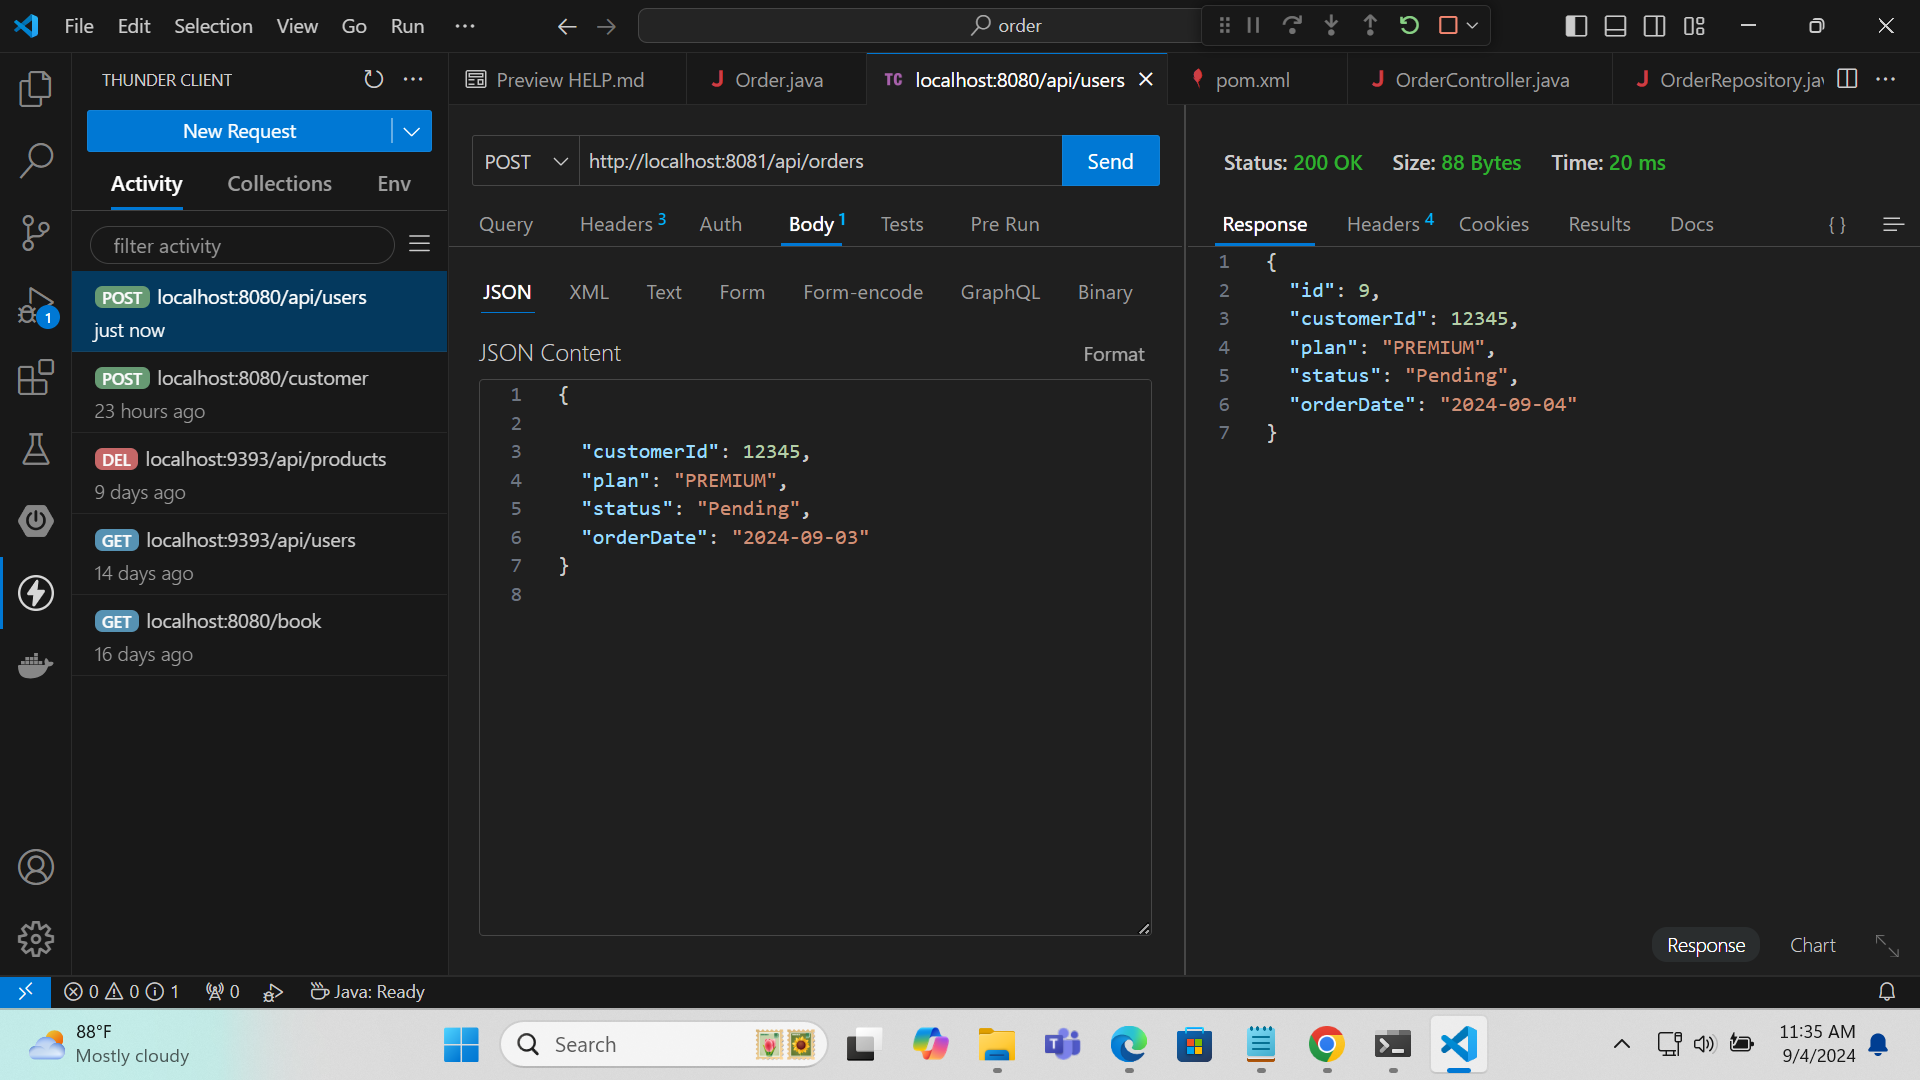 File Edit Selection View Go Run ···
order
THUNDER CLIENT
···
New Request
Activity Collections Env
filter activity
POST localhost:8080/api/users
just now
POST localhost:8080/customer
23 hours ago
DEL localhost:9393/api/products
9 days ago
GET localhost:9393/api/users
14 days ago
GET localhost:8080/book
16 days ago
1
Preview HELP.md
J Order.java
TC localhost:8080/api/users
pom.xml
J OrderController.java
J OrderRepository.jav
POST http://localhost:8081/api/orders Send
Query Headers 3 Auth Body 1 Tests Pre Run
JSON XML Text Form Form-encode GraphQL Binary
JSON Content Format
1 {
2
3 "customerId": 12345,
4 "plan": "PREMIUM",
5 "status": "Pending",
6 "orderDate": "2024-09-03"
7 }
8
Status: 200 OK Size: 88 Bytes Time: 20 ms
Response Headers 4 Cookies Results Docs { }
1 {
2 "id": 9,
3 "customerId": 12345,
4 "plan": "PREMIUM",
5 "status": "Pending",
6 "orderDate": "2024-09-04"
7 }
Response Chart
0 0 1 0 Java: Ready
88°F
Mostly cloudy
Search
11:35 AM
9/4/2024